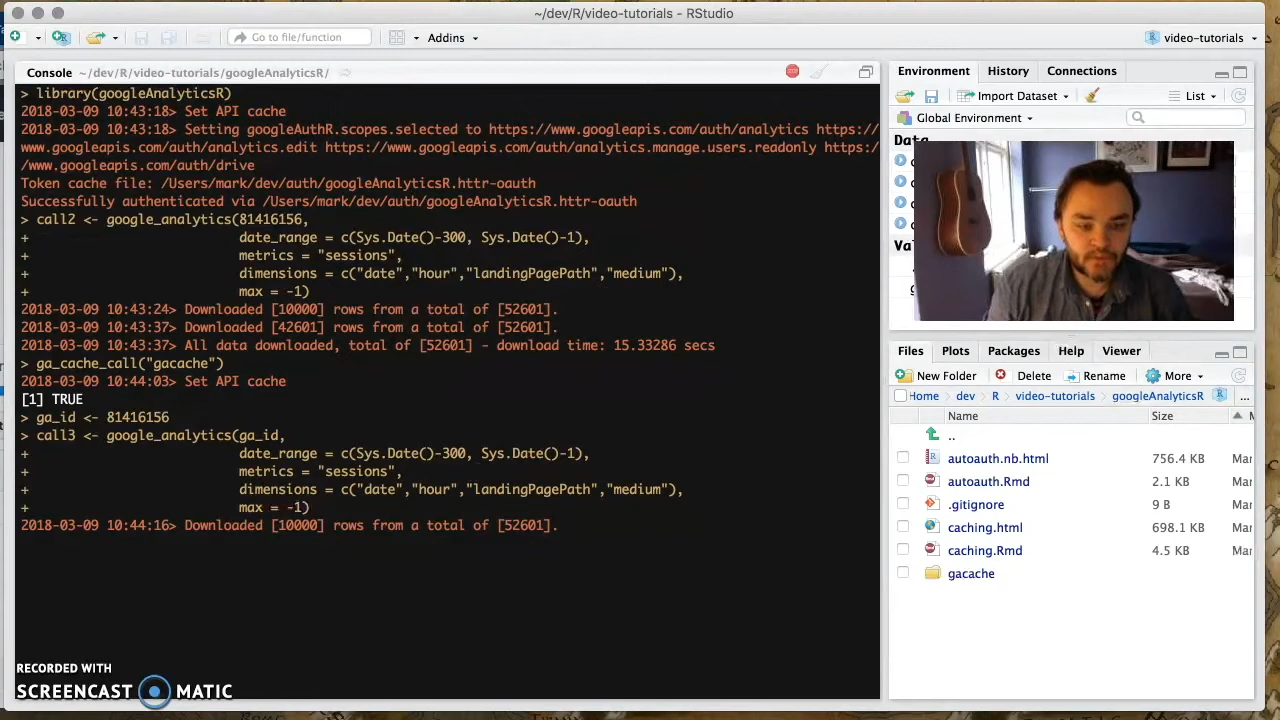 ~/dev/R/video-tutorials - RStudio
Go to file/function
Addins
video-tutorials
Console ~/dev/R/video-tutorials/googleAnalyticsR/
> library(googleAnalyticsR)
2018-03-09 10:43:18> Set API cache
2018-03-09 10:43:18> Setting googleAuthR.scopes.selected to https://www.googleapis.com/auth/analytics https://
www.googleapis.com/auth/analytics.edit https://www.googleapis.com/auth/analytics.manage.users.readonly https:/
/www.googleapis.com/auth/drive
Token cache file: /Users/mark/dev/auth/googleAnalyticsR.httr-oauth
Successfully authenticated via /Users/mark/dev/auth/googleAnalyticsR.httr-oauth
> call2 <- google_analytics(81416156,
+ date_range = c(Sys.Date()-300, Sys.Date()-1),
+ metrics = "sessions",
+ dimensions = c("date","hour","landingPagePath","medium"),
+ max = -1)
2018-03-09 10:43:24> Downloaded [10000] rows from a total of [52601].
2018-03-09 10:43:37> Downloaded [42601] rows from a total of [52601].
2018-03-09 10:43:37> All data downloaded, total of [52601] - download time: 15.33286 secs
> ga_cache_call("gacache")
2018-03-09 10:44:03> Set API cache
[1] TRUE
> ga_id <- 81416156
> call3 <- google_analytics(ga_id,
+ date_range = c(Sys.Date()-300, Sys.Date()-1),
+ metrics = "sessions",
+ dimensions = c("date","hour","landingPagePath","medium"),
+ max = -1)
2018-03-09 10:44:16> Downloaded [10000] rows from a total of [52601].
RECORDED WITH
SCREENCAST MATIC
Environment History Connections
Import Dataset List
Global Environment
Data
Files Plots Packages Help Viewer
New Folder Delete Rename More
Home dev R video-tutorials googleAnalyticsR ...
Name Size
..
autoauth.nb.html 756.4 KB
autoauth.Rmd 2.1 KB
.gitignore 9 B
caching.html 698.1 KB
caching.Rmd 4.5 KB
gacache